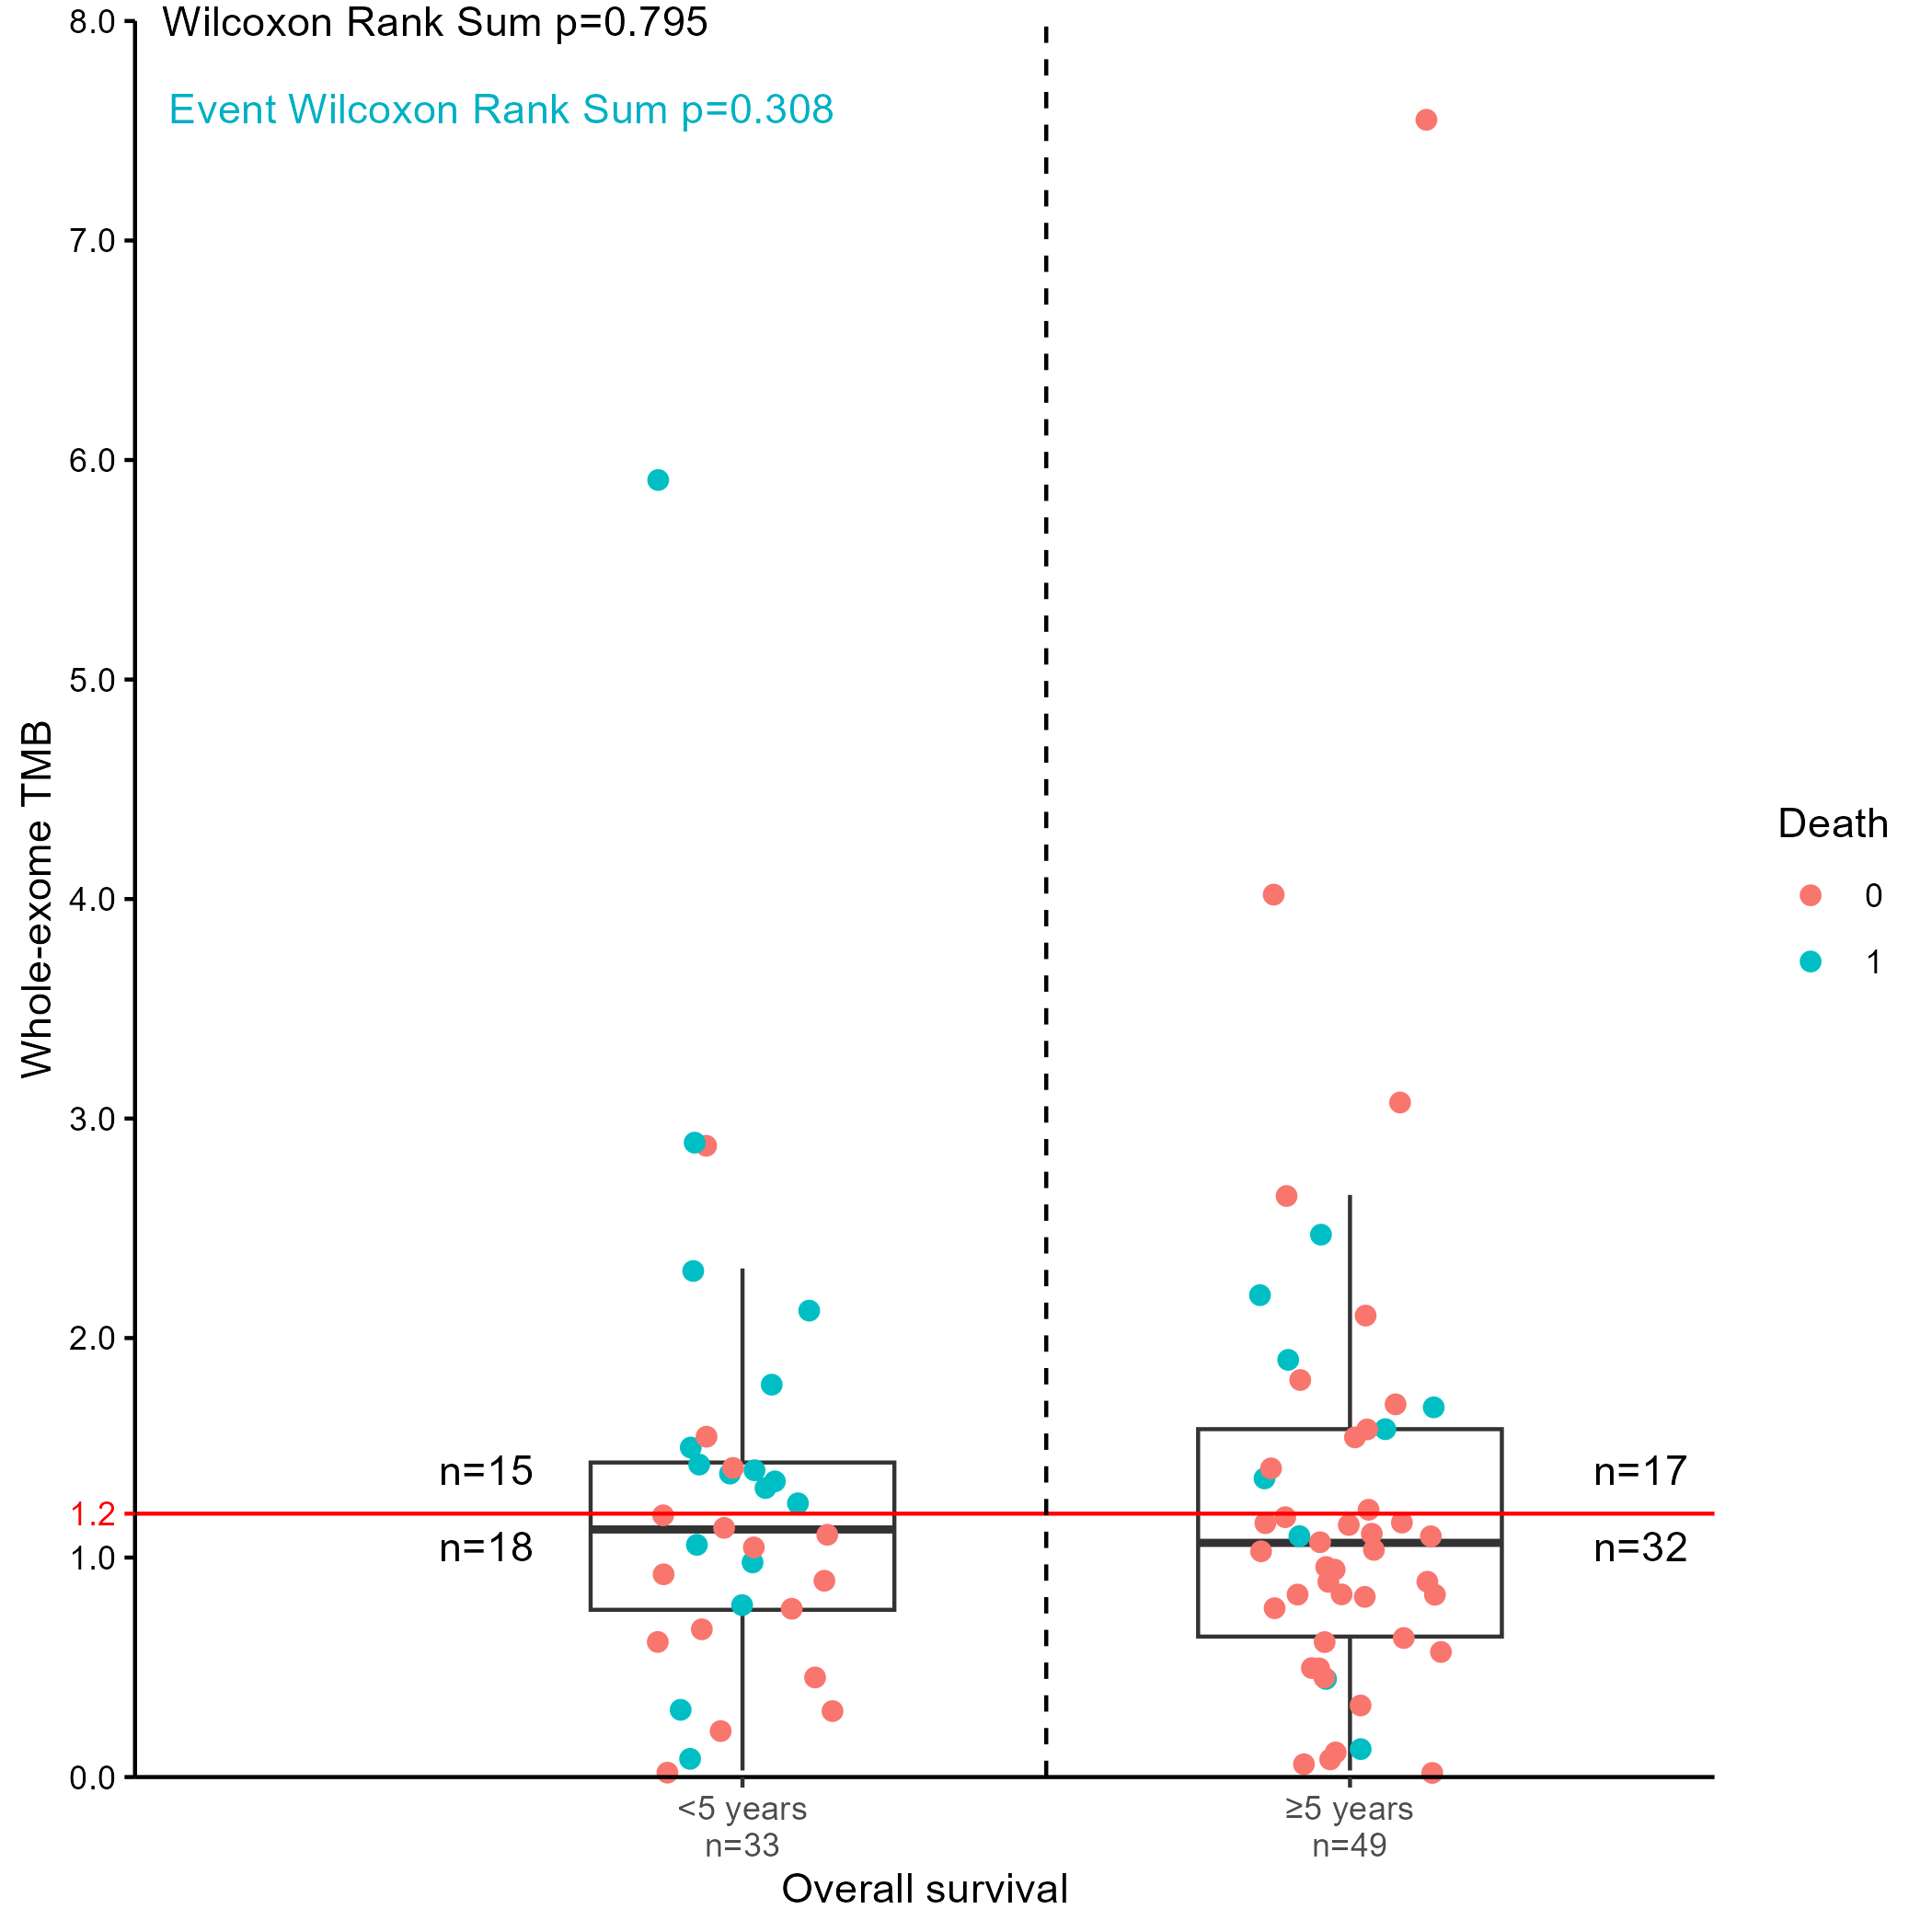 Wilcoxon Rank Sum p=0.795
Event Wilcoxon Rank Sum p=0.308
Whole-exome TMB
8.0
7.0
6.0
5.0
4.0
3.0
2.0
1.2
1.0
0.0
n=15
n=18
n=17
n=32
<5 years
n=33
≥5 years
n=49
Overall survival
Death
0
1